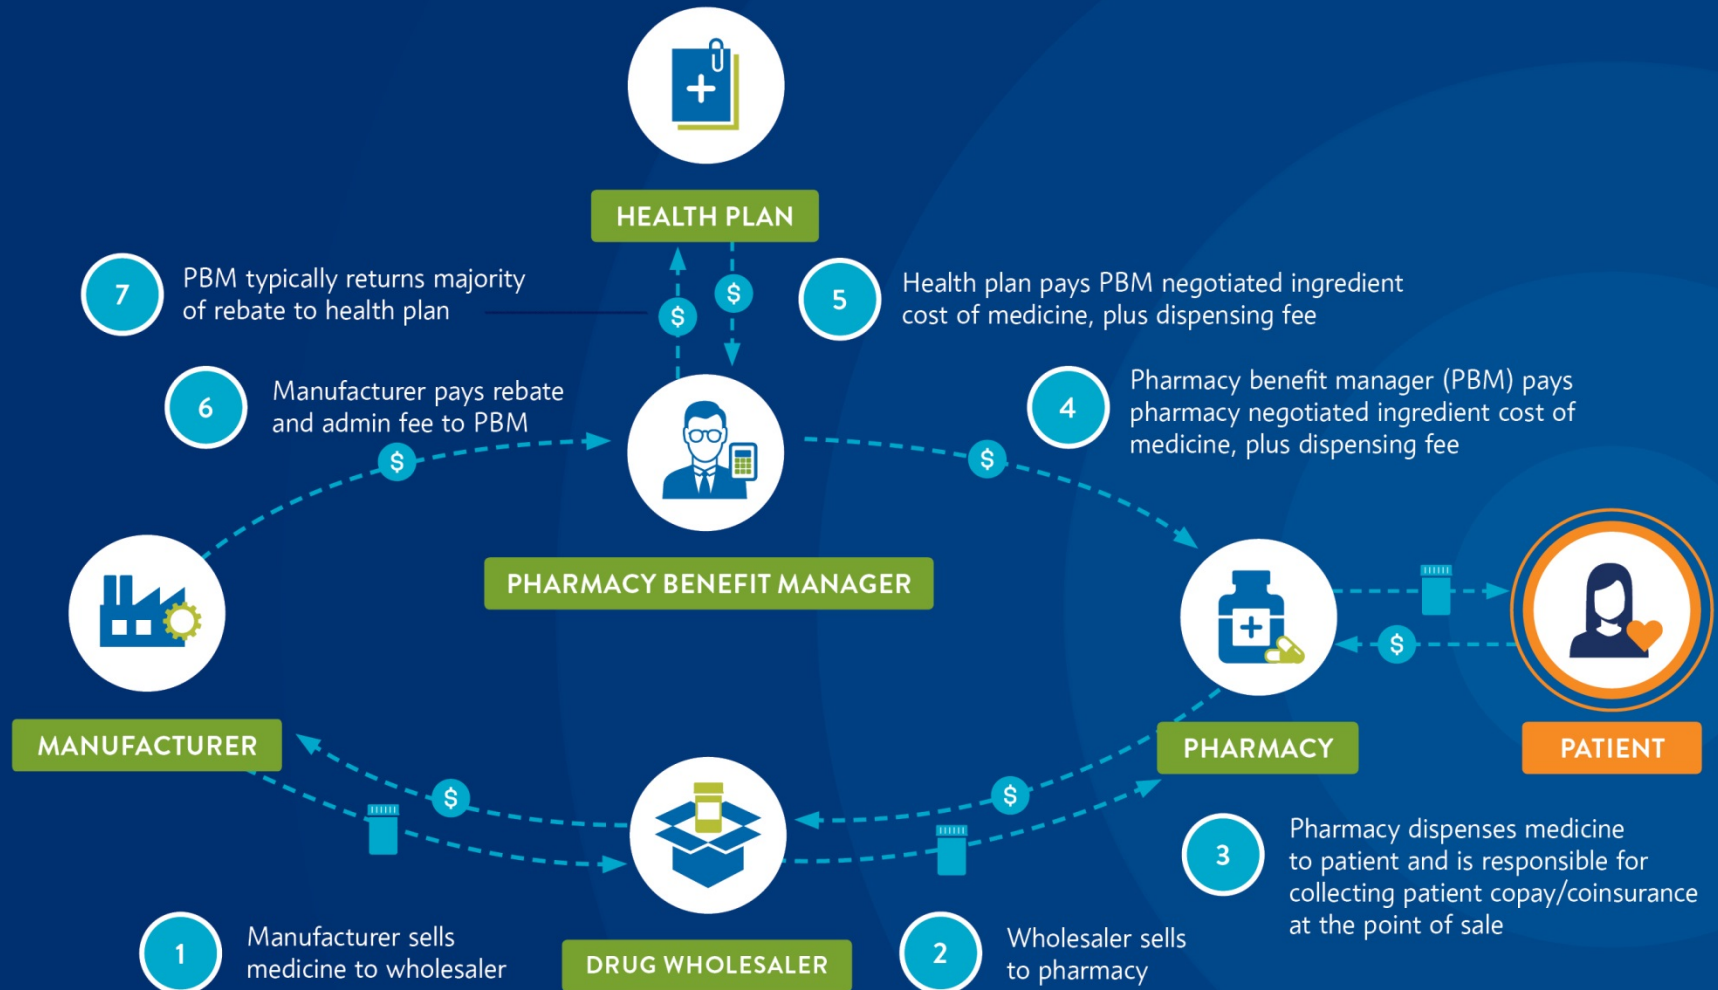 HEALTH PLAN
7
PBM typically returns majority
of rebate to health plan
$
$
5
Health plan pays PBM negotiated ingredient
cost of medicine, plus dispensing fee
6
Manufacturer pays rebate
and admin fee to PBM
4
Pharmacy benefit manager (PBM) pays
pharmacy negotiated ingredient cost of
medicine, plus dispensing fee
$
$
PHARMACY BENEFIT MANAGER
$
MANUFACTURER
PHARMACY
PATIENT
$
$
3
Pharmacy dispenses medicine
to patient and is responsible for
collecting patient copay/coinsurance
at the point of sale
1
Manufacturer sells
medicine to wholesaler
DRUG WHOLESALER
2
Wholesaler sells
to pharmacy